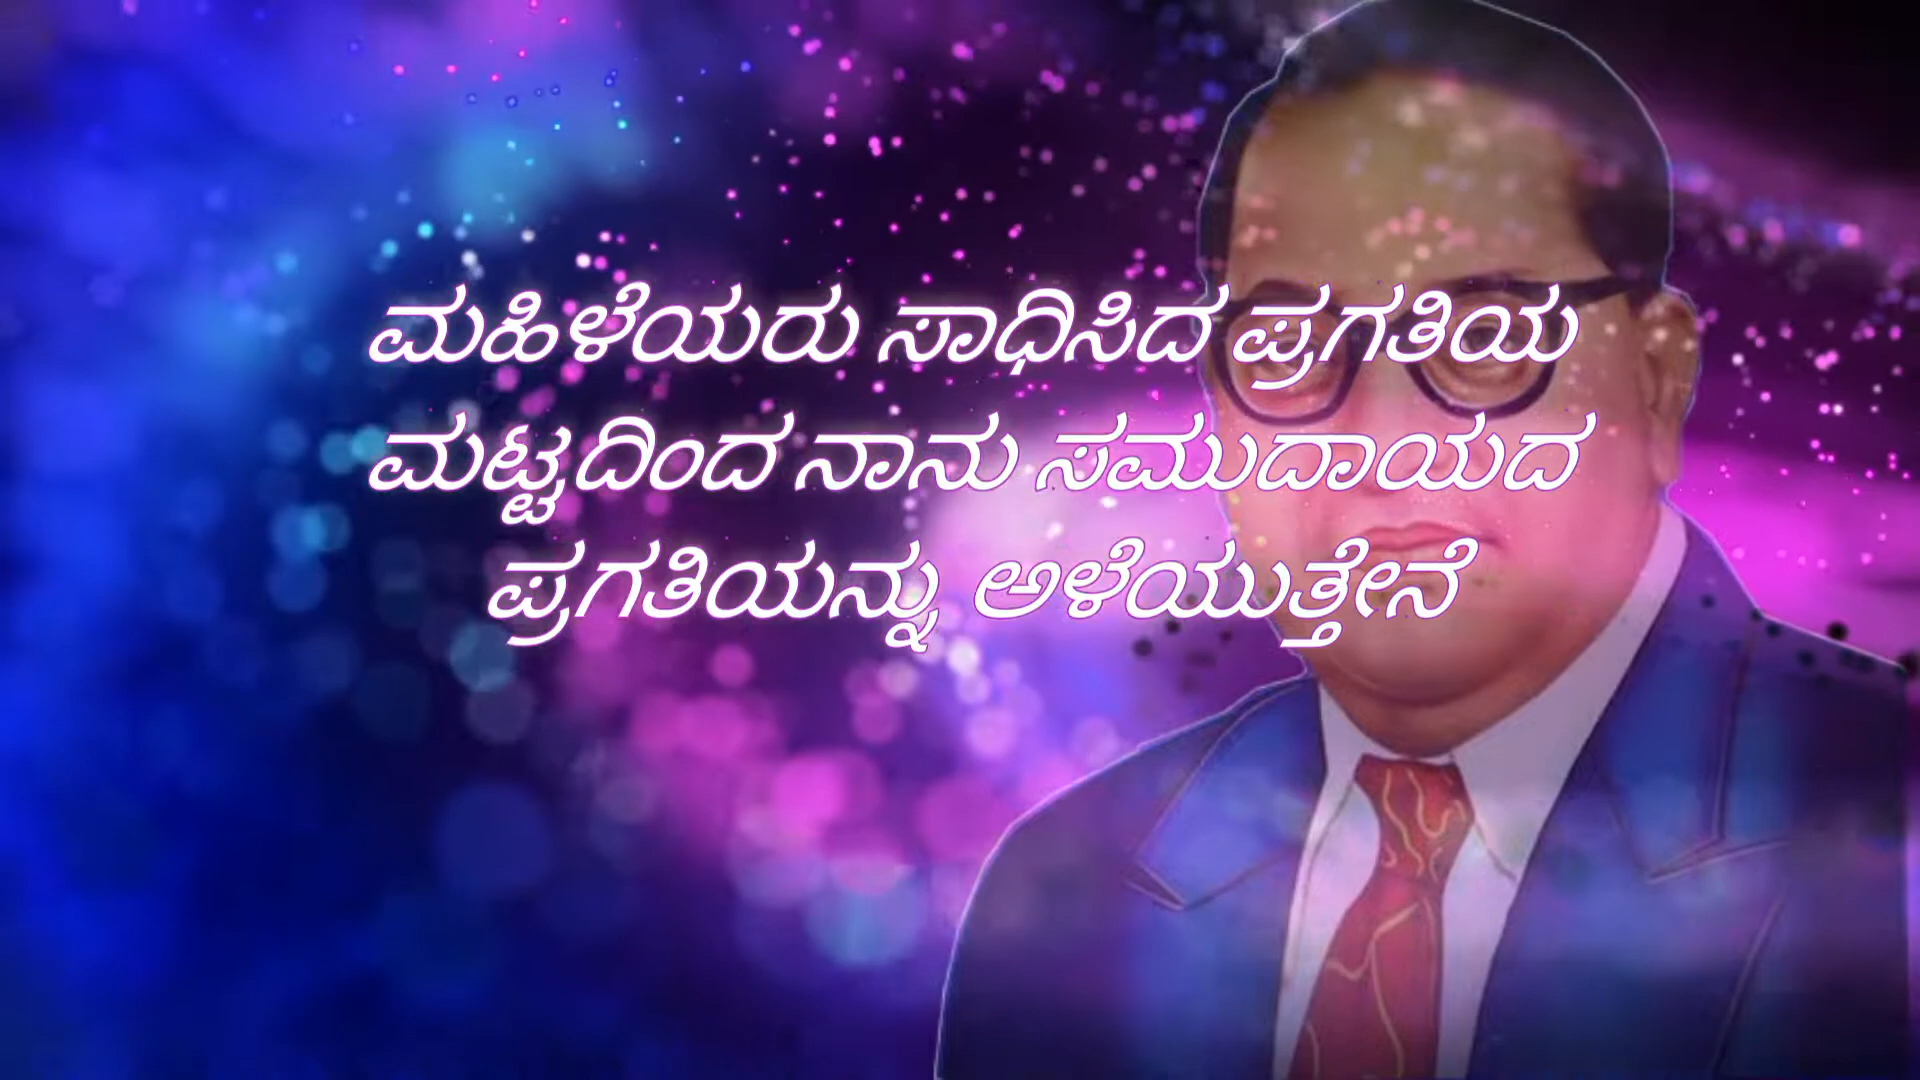 ಮಹಿಳೆಯರು ಸಾಧಿಸಿದ ಪ್ರಗತಿಯ
ಮಟ್ಟದಿಂದ ನಾನು ಸಮುದಾಯದ
ಪ್ರಗತಿಯನ್ನು ಅಳೆಯುತ್ತೇನೆ